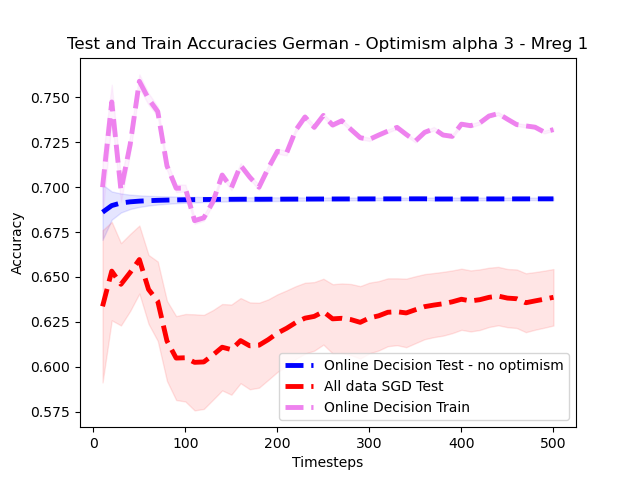 Test and Train Accuracies German - Optimism alpha 3 - Mreg 1
Accuracy
0.750
0.725
0.700
0.675
0.650
0.625
0.600
0.575
Online Decision Test - no optimism
All data SGD Test
Online Decision Train
0 100 200 300 400 500
Timesteps